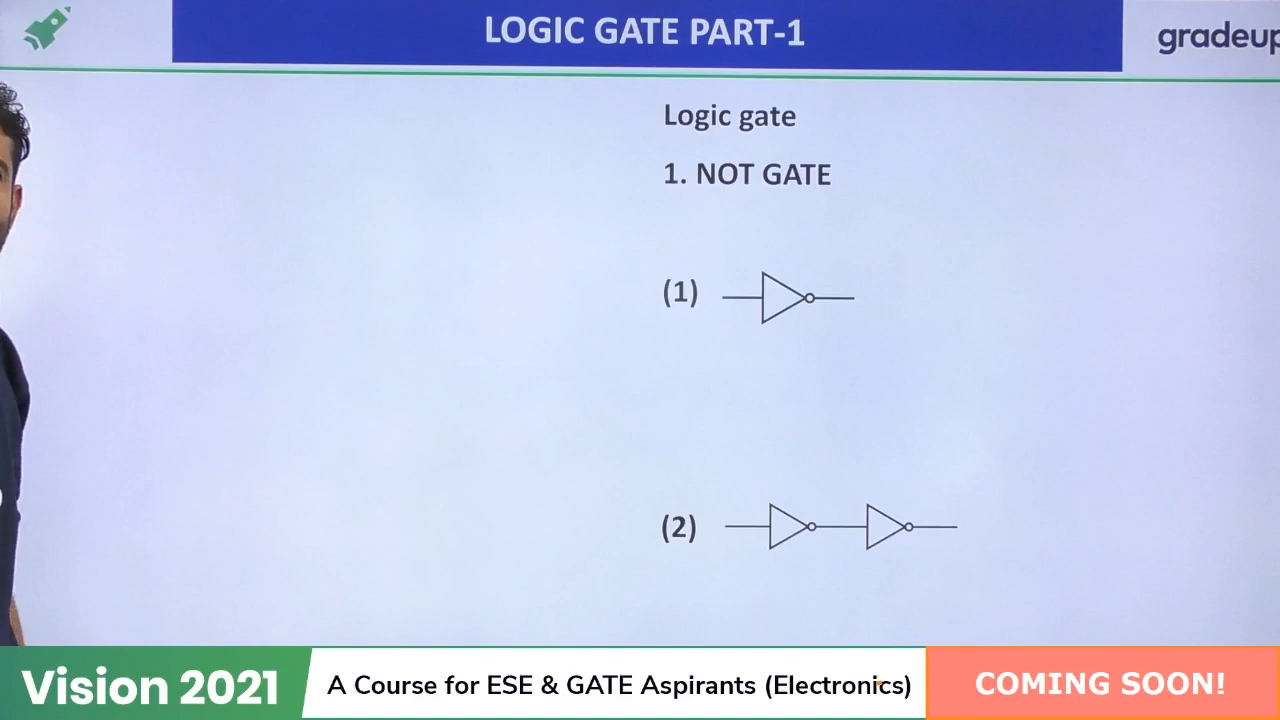 LOGIC GATE PART-1
gradeup
Logic gate
1. NOT GATE
(1)
(2)
Vision 2021
A Course for ESE & GATE Aspirants (Electronics)
COMING SOON!